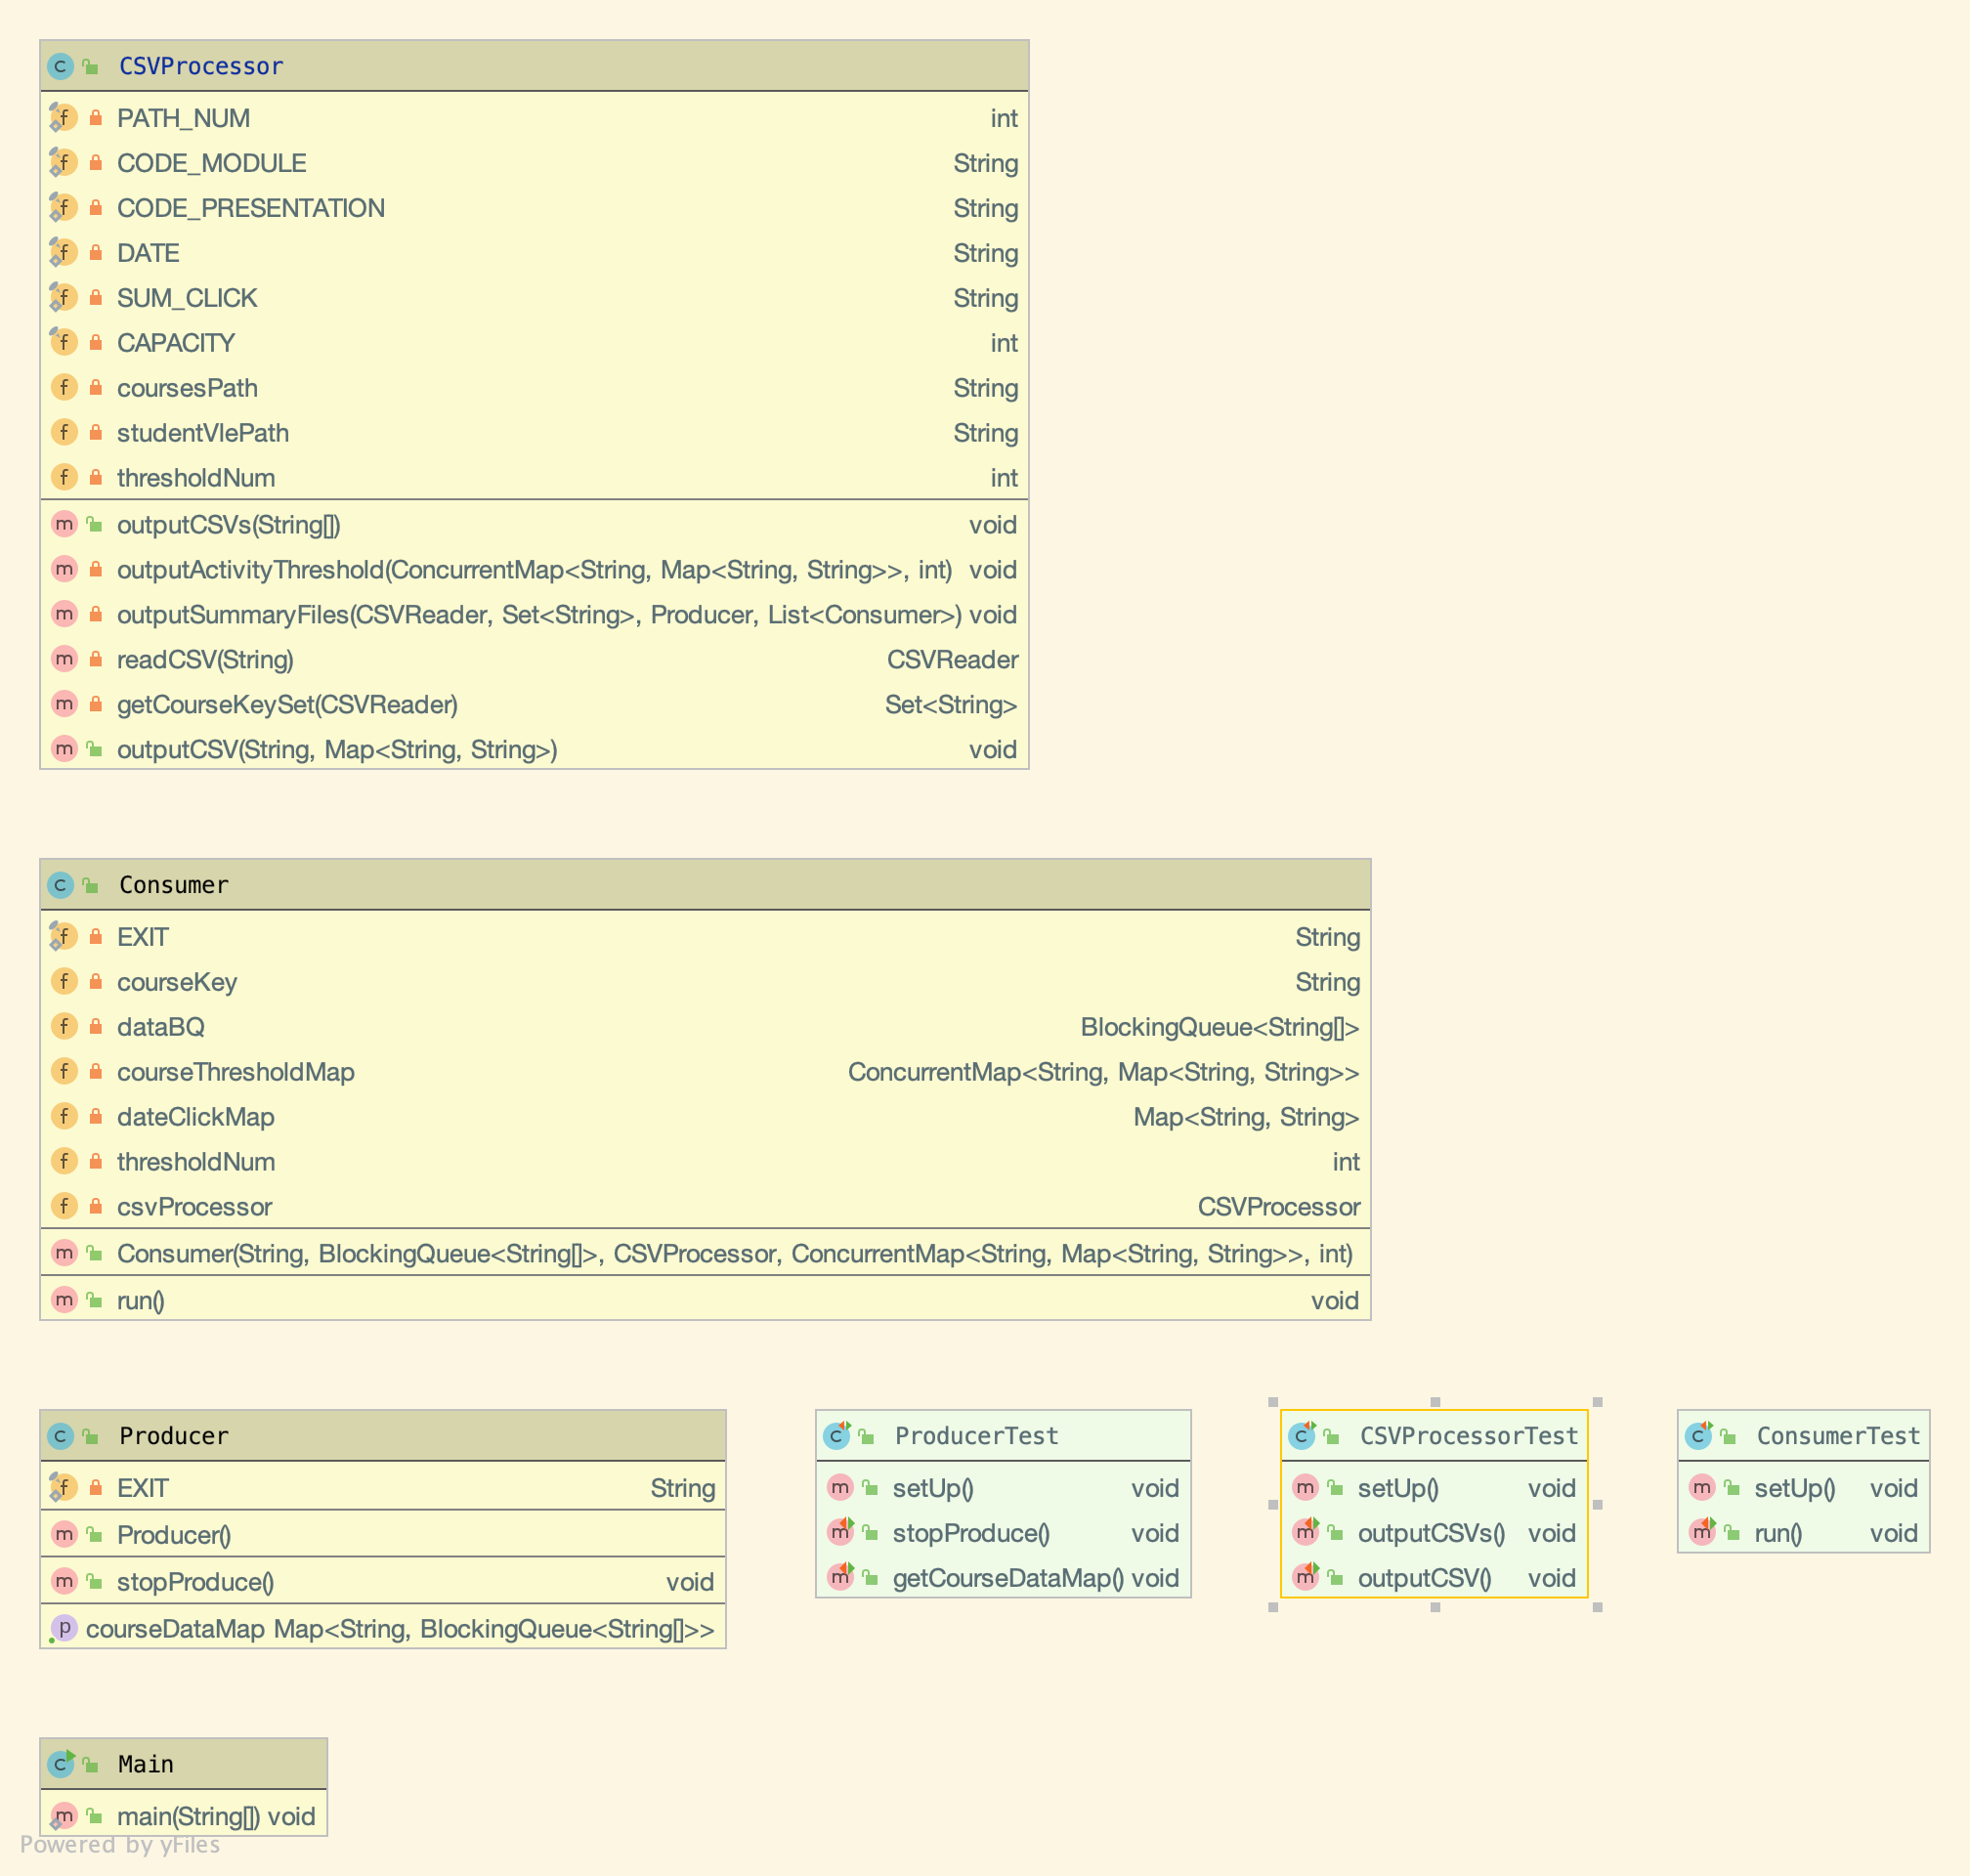 CSVProcessor
PATH_NUM int
CODE_MODULE String
CODE_PRESENTATION String
DATE String
SUM_CLICK String
CAPACITY int
coursesPath String
studentVlePath String
thresholdNum int
outputCSVs(String[]) void
outputActivityThreshold(ConcurrentMap<String, Map<String, String>>, int) void
outputSummaryFiles(CSVReader, Set<String>, Producer, List<Consumer>) void
readCSV(String) CSVReader
getCourseKeySet(CSVReader) Set<String>
outputCSV(String, Map<String, String>) void
Consumer
EXIT String
courseKey String
dataBQ BlockingQueue<String[]>
courseThresholdMap ConcurrentMap<String, Map<String, String>>
dateClickMap Map<String, String>
thresholdNum int
csvProcessor CSVProcessor
Consumer(String, BlockingQueue<String[]>, CSVProcessor, ConcurrentMap<String, Map<String, String>>, int)
run() void
Producer
EXIT String
Producer()
stopProduce() void
courseDataMap Map<String, BlockingQueue<String[]>>
ProducerTest
setUp() void
stopProduce() void
getCourseDataMap() void
CSVProcessorTest
setUp() void
outputCSVs() void
outputCSV() void
ConsumerTest
setUp() void
run() void
Main
main(String[]) void
Powered by yFiles